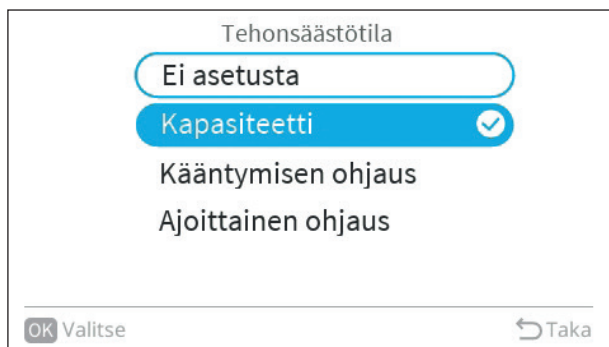 Tehonsäästötila
Ei asetusta
Kapasiteetti
Kääntymisen ohjaus
Ajoittainen ohjaus
OK Valitse
Taka